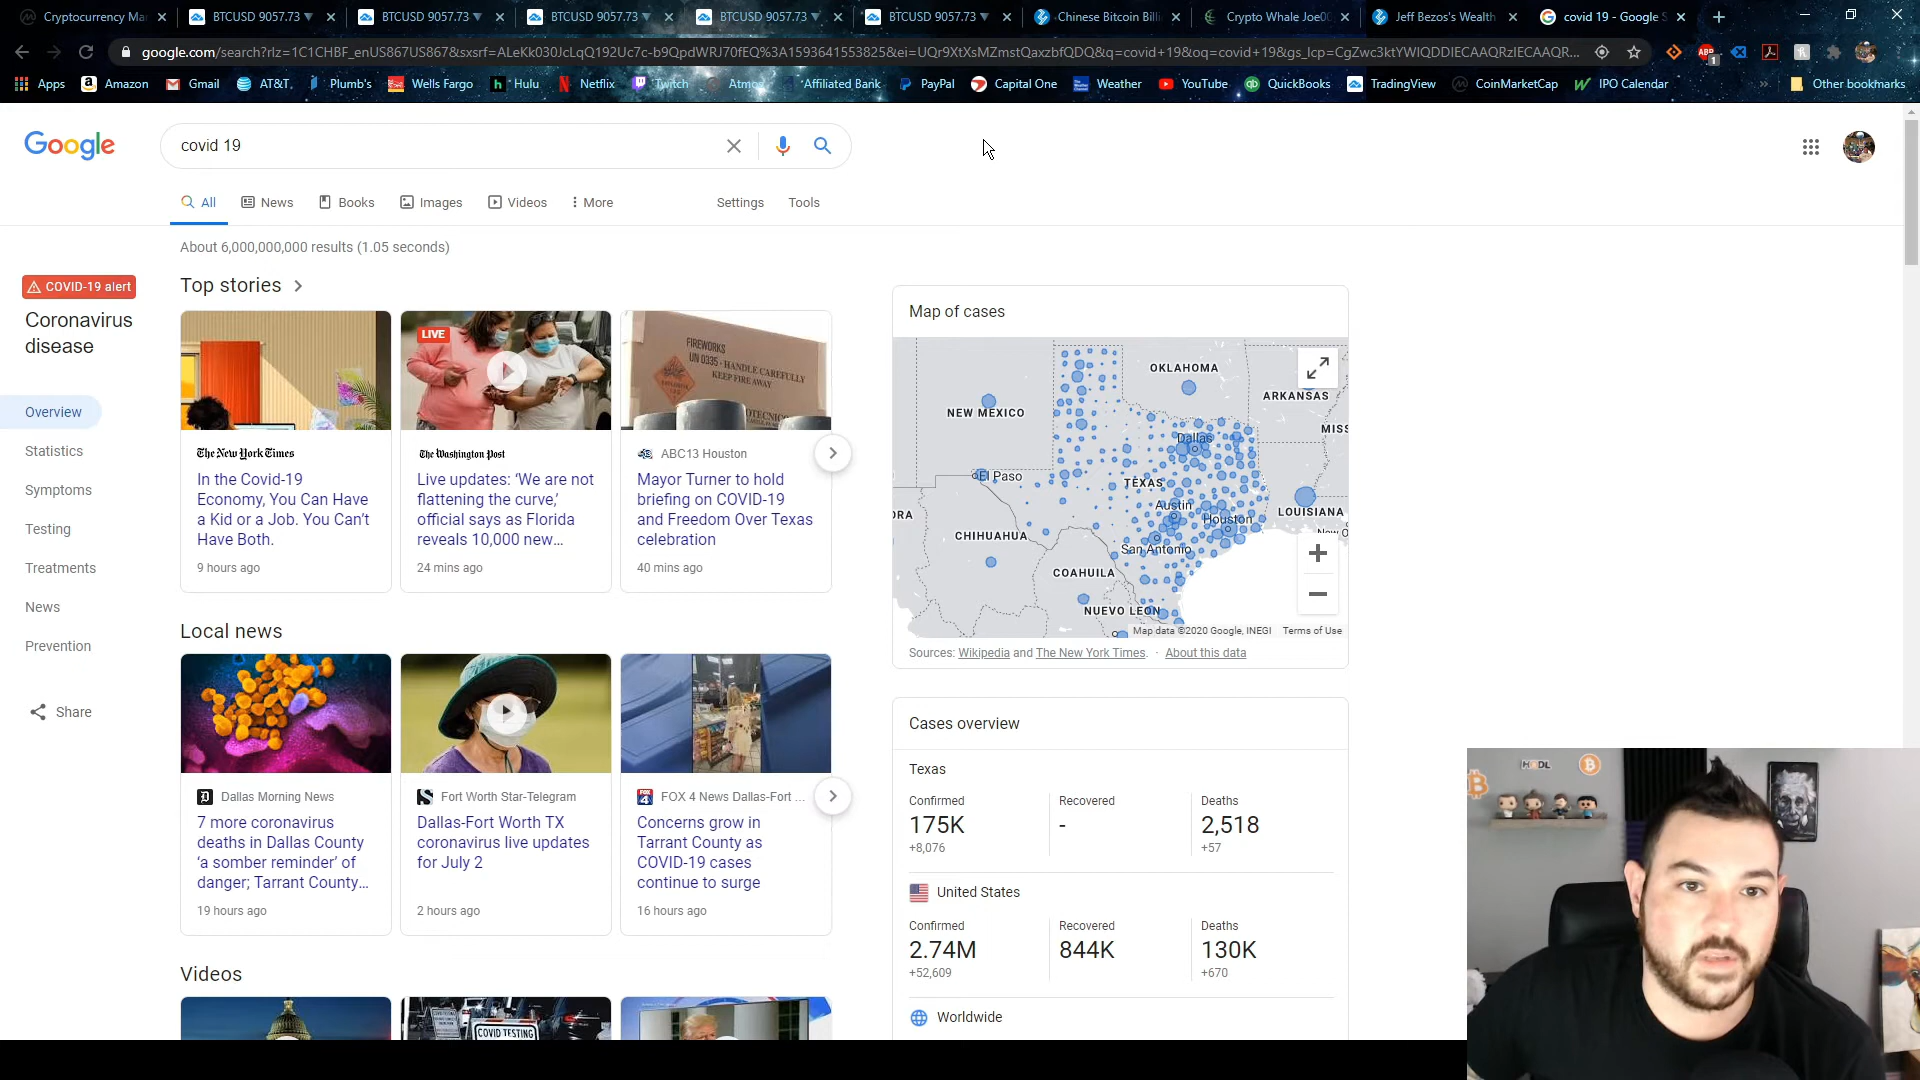 Cryptocurrency Mar
BTCUSD 9057.73 ▼
BTCUSD 9057.73 ▼
BTCUSD 9057.73 ▼
BTCUSD 9057.73 ▼
BTCUSD 9057.73 ▼
Chinese Bitcoin Billi
Crypto Whale Joe00
Jeff Bezos's Wealth
covid 19 - Google S
google.com/search?rlz=1C1CHBF_enUS867US867&sxsrf=ALeKk030JcLqQ192Uc7c-b9QpdWRJ70fEQ%3A1593641553825&ei=UQr9XtXsMZmstQaxzbfQDQ&q=covid+19&oq=covid+19&gs_lcp=CgZwc3ktYWIQDDIECAAQRzIECAAQR...
Apps Amazon Gmail AT&T, Plumb's Wells Fargo Hulu Netflix Twitch Atmos Affiliated Bank PayPal Capital One Weather YouTube QuickBooks TradingView CoinMarketCap IPO Calendar » Other bookmarks
Google
covid 19
All News Books Images Videos More Settings Tools
About 6,000,000,000 results (1.05 seconds)
COVID-19 alert
Coronavirus
disease
Overview
Statistics
Symptoms
Testing
Treatments
News
Prevention
Share
Top stories
LIVE
FIREWORKS
UN 0335 - HANDLE CAREFULLY
KEEP FIRE AWAY
The New York Times
In the Covid-19
Economy, You Can Have
a Kid or a Job. You Can't
Have Both.
9 hours ago
The Washington Post
Live updates: 'We are not
flattening the curve,'
official says as Florida
reveals 10,000 new...
24 mins ago
ABC13 Houston
Mayor Turner to hold
briefing on COVID-19
and Freedom Over Texas
celebration
40 mins ago
Local news
Dallas Morning News
7 more coronavirus
deaths in Dallas County
'a somber reminder' of
danger; Tarrant County...
19 hours ago
Fort Worth Star-Telegram
Dallas-Fort Worth TX
coronavirus live updates
for July 2
2 hours ago
FOX 4 News Dallas-Fort ...
Concerns grow in
Tarrant County as
COVID-19 cases
continue to surge
16 hours ago
Videos
COVID TESTING
Map of cases
OKLAHOMA
ARKANSAS
NEW MEXICO
MISS
Dallas
El Paso
TEXAS
Austin
Houston
LOUISIANA
ORA
New O
CHIHUAHUA
San Antonio
COAHUILA
NUEVO LEON
Map data ©2020 Google, INEGI Terms of Use
Sources: Wikipedia and The New York Times. · About this data
Cases overview
Texas
Confirmed Recovered Deaths
175K - 2,518
+8,076 +57
United States
Confirmed Recovered Deaths
2.74M 844K 130K
+52,609 +670
Worldwide
HODL